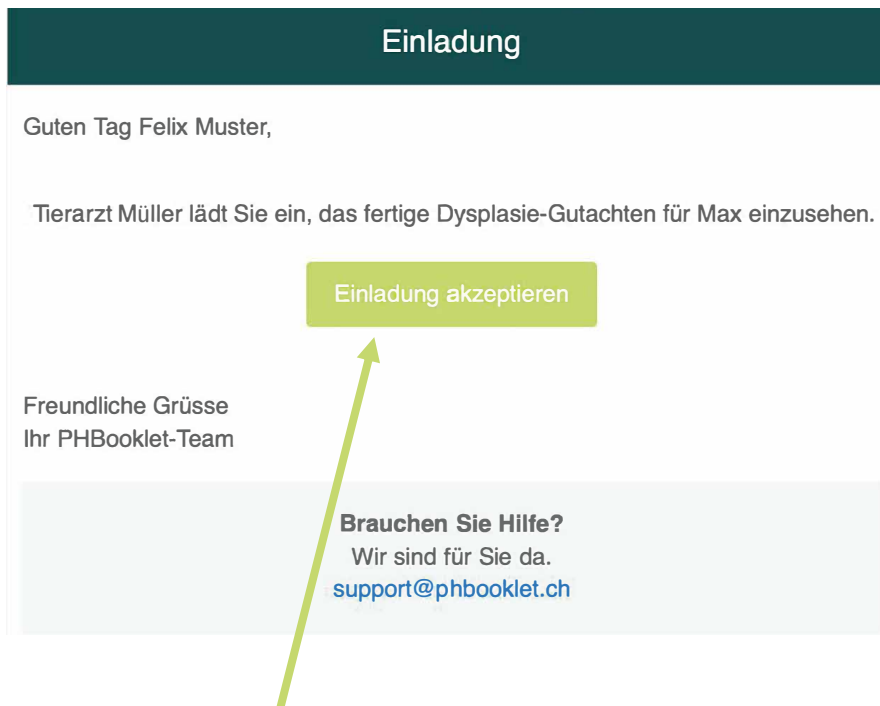 Einladung
Guten Tag Felix Muster,
Tierarzt Müller lädt Sie ein, das fertige Dysplasie-Gutachten für Max einzusehen.
Einladung akzeptieren
Freundliche Grüsse
Ihr PHBooklet-Team
Brauchen Sie Hilfe?
Wir sind für Sie da.
support@phbooklet.ch